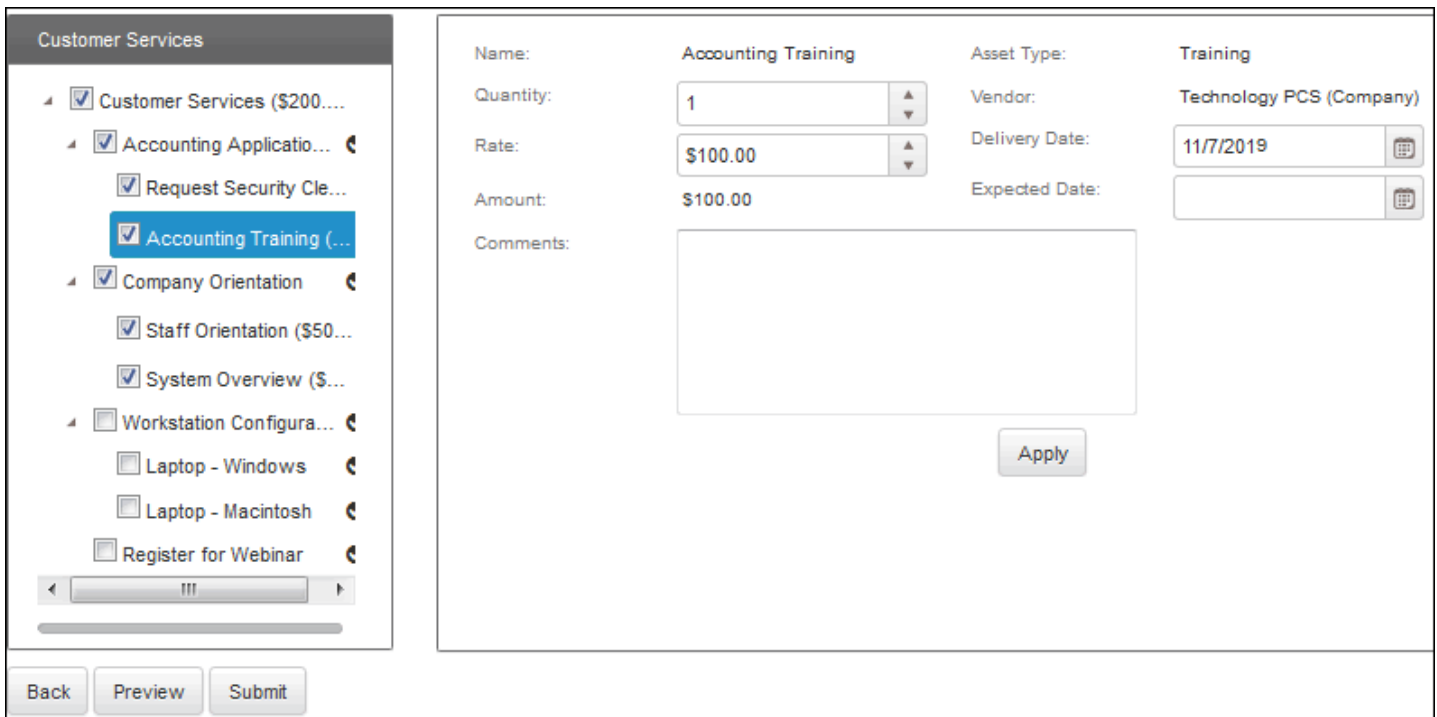 Customer Services
Customer Services ($200....
Accounting Applicatio...
Request Security Cle...
Accounting Training (...
Company Orientation
Staff Orientation ($50...
System Overview ($...
Workstation Configura...
Laptop - Windows
Laptop - Macintosh
Register for Webinar
Name: Accounting Training Asset Type: Training
Quantity: 1 Vendor: Technology PCS (Company)
Rate: $100.00 Delivery Date: 11/7/2019
Amount: $100.00 Expected Date:
Comments:
Apply
Back Preview Submit